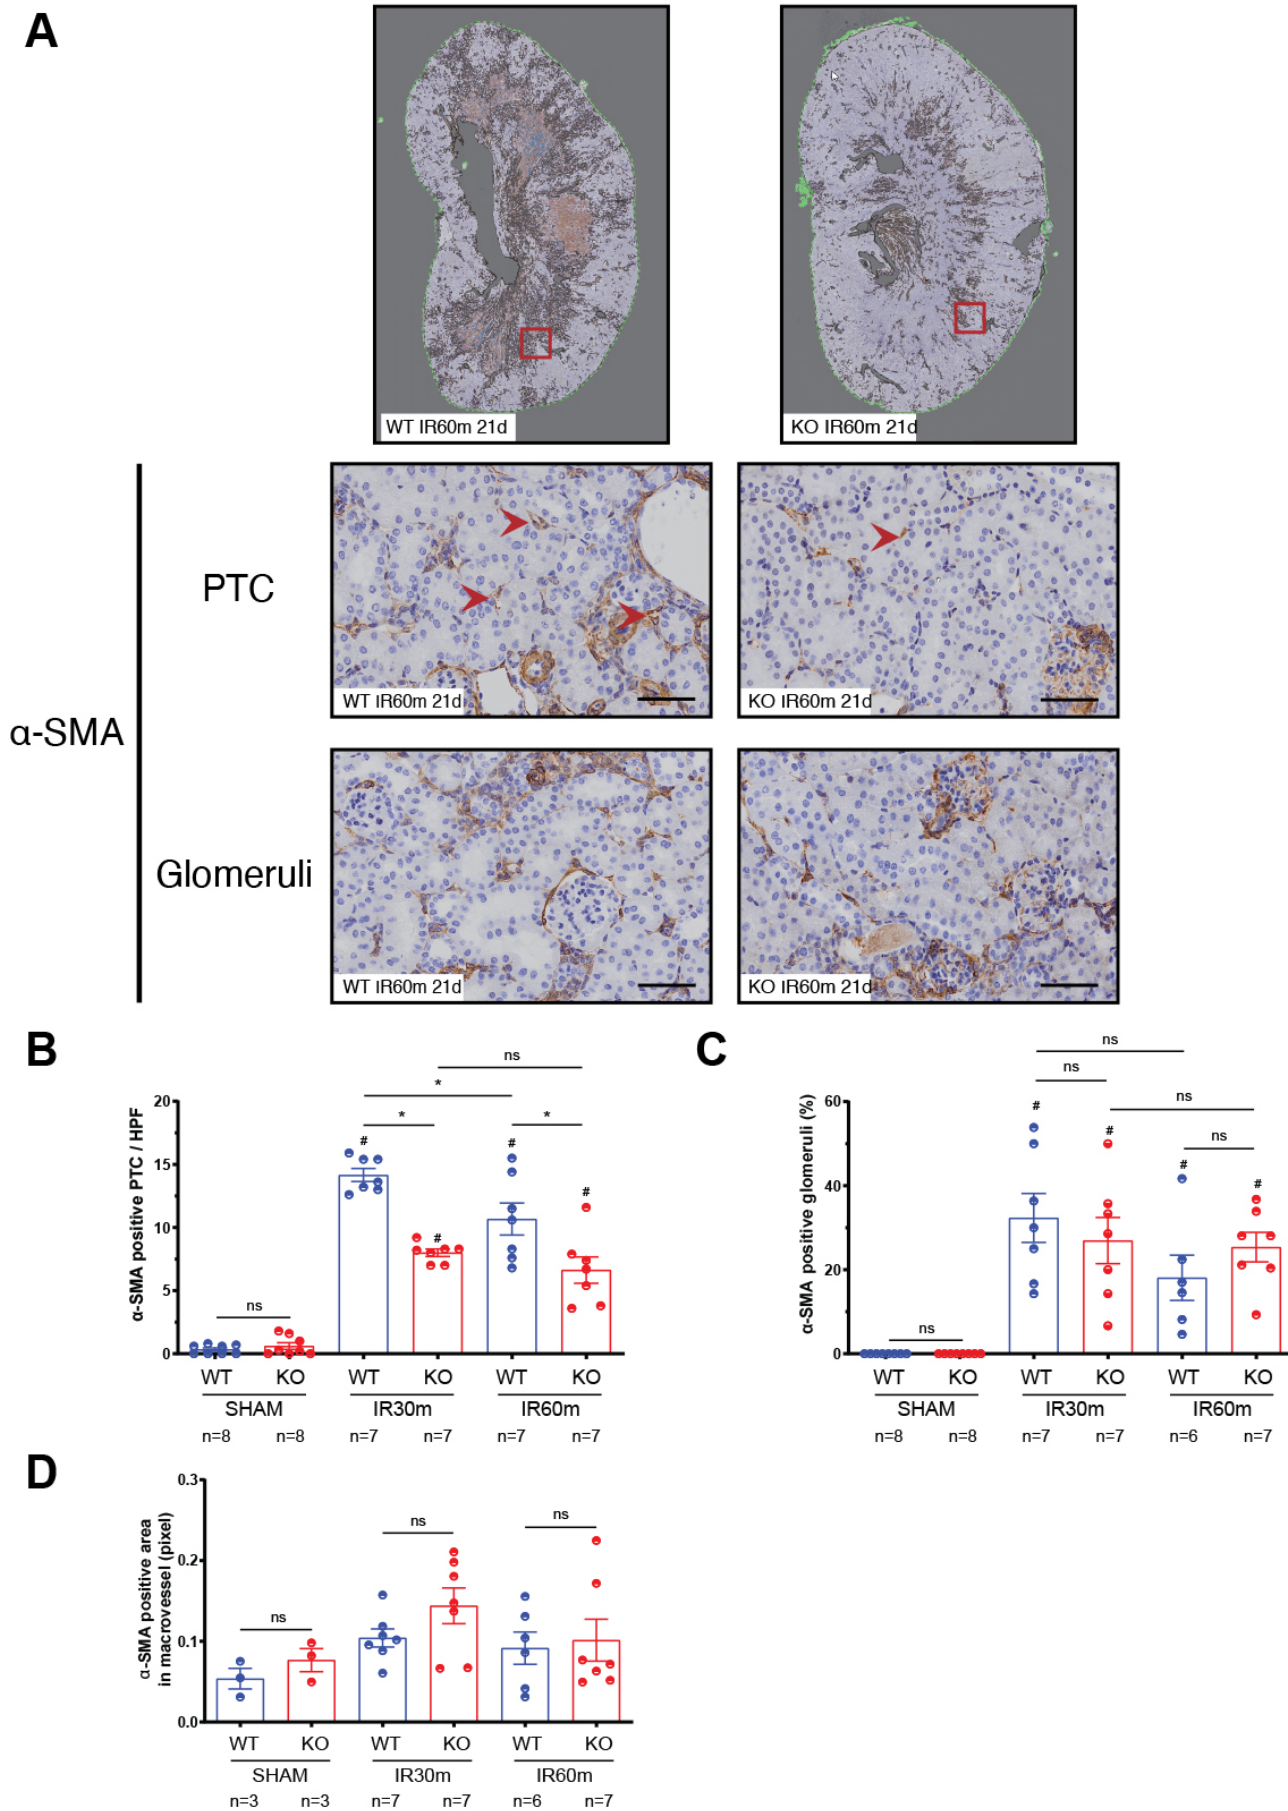 A
WT IR60m 21d
KO IR60m 21d
α-SMA
PTC
WT IR60m 21d
KO IR60m 21d
Glomeruli
WT IR60m 21d
KO IR60m 21d
B
α-SMA positive PTC / HPF
20
15
10
5
0
ns
ns
*
*
*
#
#
#
#
WT KO WT KO WT KO
SHAM IR30m IR60m
n=8 n=8 n=7 n=7 n=7 n=7
C
α-SMA positive glomeruli (%)
60
40
20
0
ns
ns
ns
ns
ns
#
#
#
#
WT KO WT KO WT KO
SHAM IR30m IR60m
n=8 n=8 n=7 n=7 n=6 n=7
D
α-SMA positive area
in macrovessel (pixel)
0.3
0.2
0.1
0.0
ns
ns
ns
WT KO WT KO WT KO
SHAM IR30m IR60m
n=3 n=3 n=7 n=7 n=6 n=7